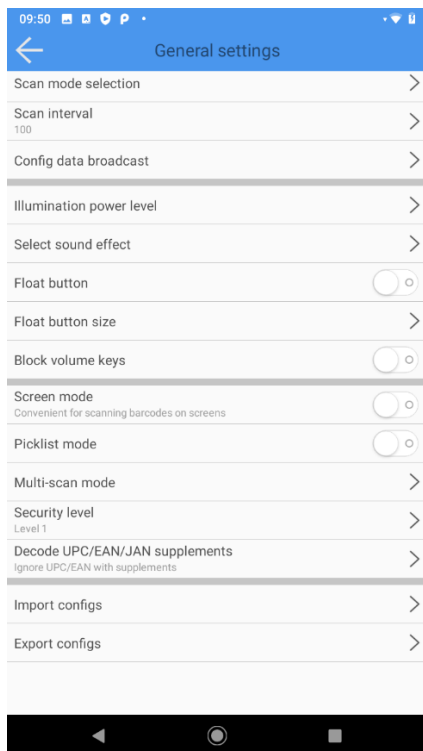 09:50
General settings
Scan mode selection
Scan interval
100
Config data broadcast
Illumination power level
Select sound effect
Float button
Float button size
Block volume keys
Screen mode
Convenient for scanning barcodes on screens
Picklist mode
Multi-scan mode
Security level
Level 1
Decode UPC/EAN/JAN supplements
Ignore UPC/EAN with supplements
Import configs
Export configs